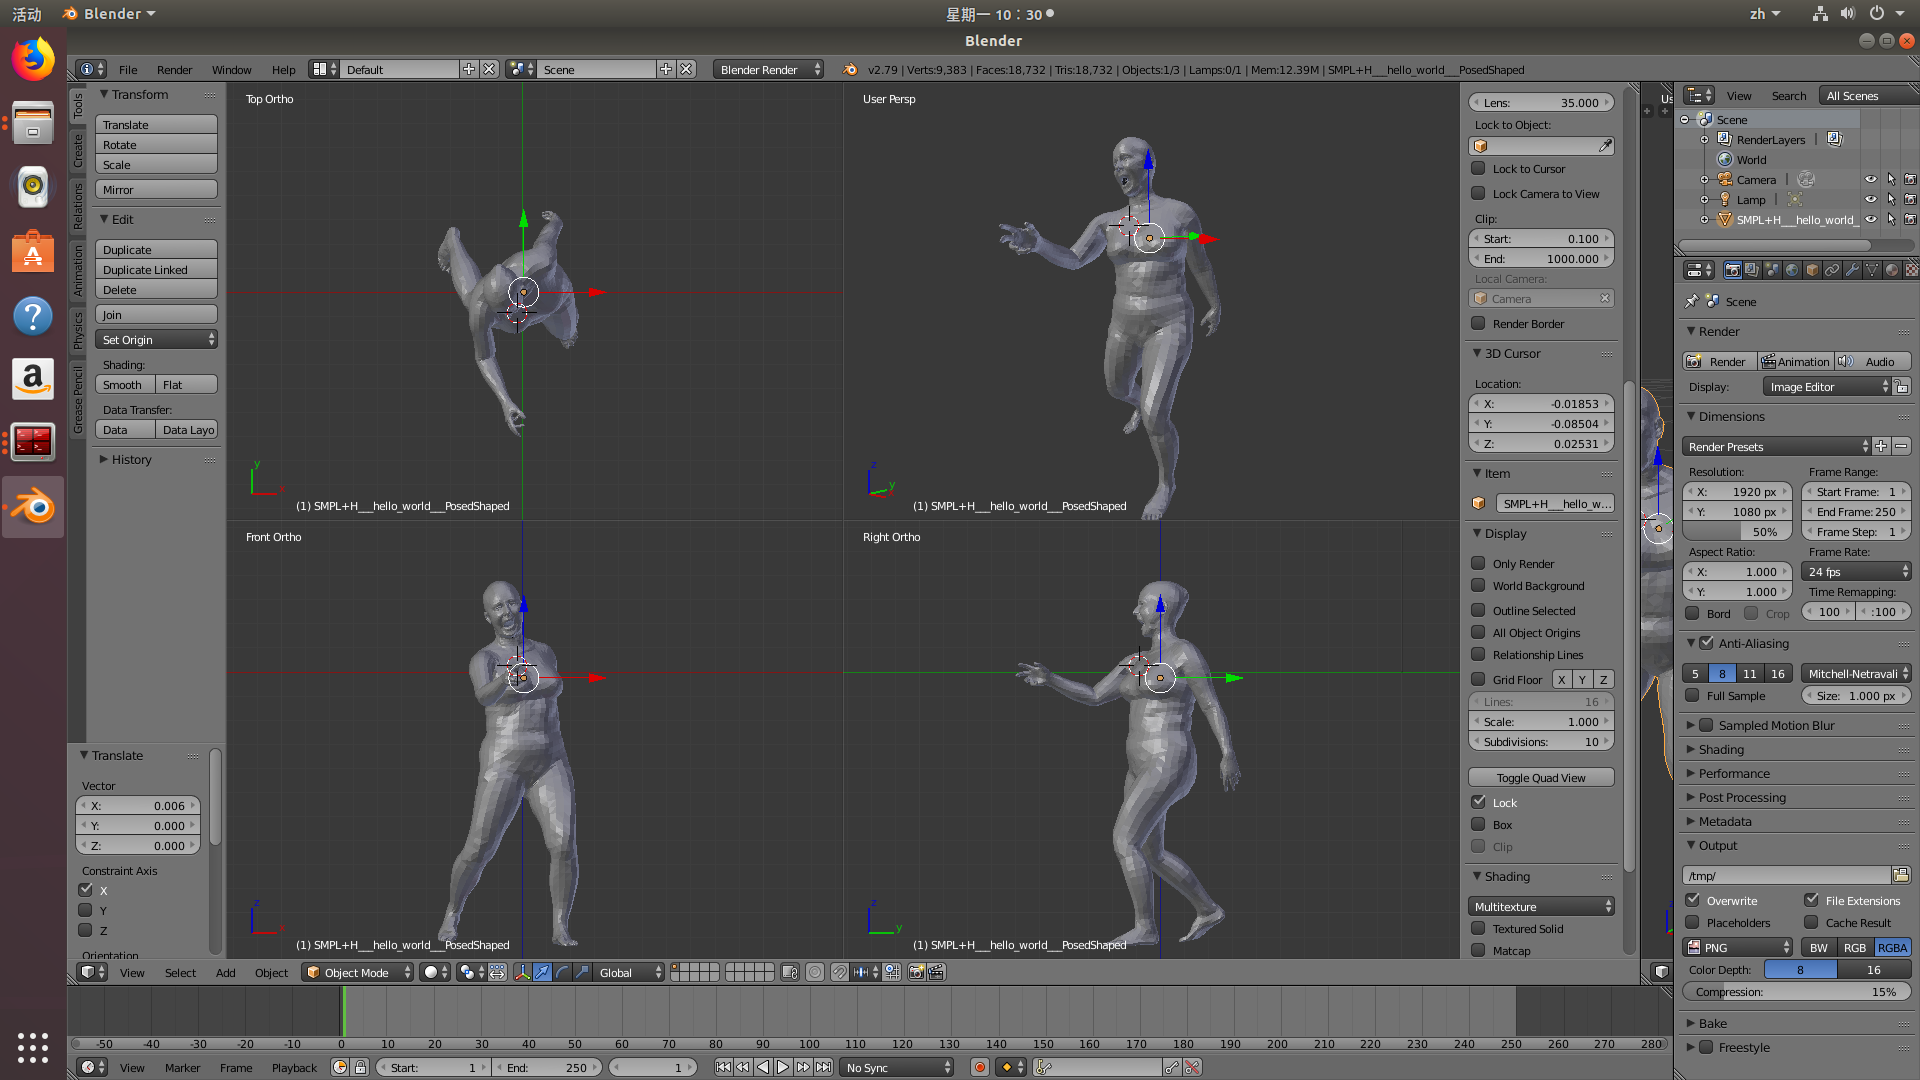 活动 Blender 星期一 10：30 zh
Blender
File Render Window Help Default Scene Blender Render v2.79 | Verts:9,383 | Faces:18,732 | Tris:18,732 | Objects:1/3 | Lamps:0/1 | Mem:12.39M | SMPL+H__hello_world__PosedShaped
Tools
Create
Relations
Animation
Physics
Grease Pencil
Transform
Translate
Rotate
Scale
Mirror
Edit
Duplicate
Duplicate Linked
Delete
Join
Set Origin
Shading:
Smooth Flat
Data Transfer:
Data Data Layo
History
Translate
Vector
X: 0.006
Y: 0.000
Z: 0.000
Constraint Axis
X
Y
Z
Orientation
Top Ortho
y
x
(1) SMPL+H__hello_world__PosedShaped
User Persp
z
y
(1) SMPL+H__hello_world__PosedShaped
Front Ortho
z
x
(1) SMPL+H__hello_world__PosedShaped
Right Ortho
z
y
(1) SMPL+H__hello_world__PosedShaped
Lens: 35.000
Lock to Object:
Lock to Cursor
Lock Camera to View
Clip:
Start: 0.100
End: 1000.000
Local Camera:
Camera
Render Border
3D Cursor
Location:
X: -0.01853
Y: -0.08504
Z: 0.02531
Item
SMPL+H__hello_w...
Display
Only Render
World Background
Outline Selected
All Object Origins
Relationship Lines
Grid Floor X Y Z
Lines: 16
Scale: 1.000
Subdivisions: 10
Toggle Quad View
Lock
Box
Clip
Shading
Multitexture
Textured Solid
Matcap
Us
View Search All Scenes
Scene
RenderLayers
World
Camera
Lamp
SMPL+H__hello_world_
Scene
Render
Render Animation Audio
Display: Image Editor
Dimensions
Render Presets
Resolution: Frame Range:
X: 1920 px Start Frame: 1
Y: 1080 px End Frame: 250
50% Frame Step: 1
Aspect Ratio: Frame Rate:
X: 1.000 24 fps
Y: 1.000 Time Remapping:
Bord Crop 100 :100
Anti-Aliasing
5 8 11 16 Mitchell-Netravali
Full Sample Size: 1.000 px
Sampled Motion Blur
Shading
Performance
Post Processing
Metadata
Output
/tmp/
Overwrite File Extensions
Placeholders Cache Result
PNG BW RGB RGBA
Color Depth: 8 16
Compression: 15%
Bake
Freestyle
View Select Add Object Object Mode Global
-50 -40 -30 -20 -10 0 10 20 30 40 50 60 70 80 90 100 110 120 130 140 150 160 170 180 190 200 210 220 230 240 250 260 270 280
View Marker Frame Playback Start: 1 End: 250 1 No Sync